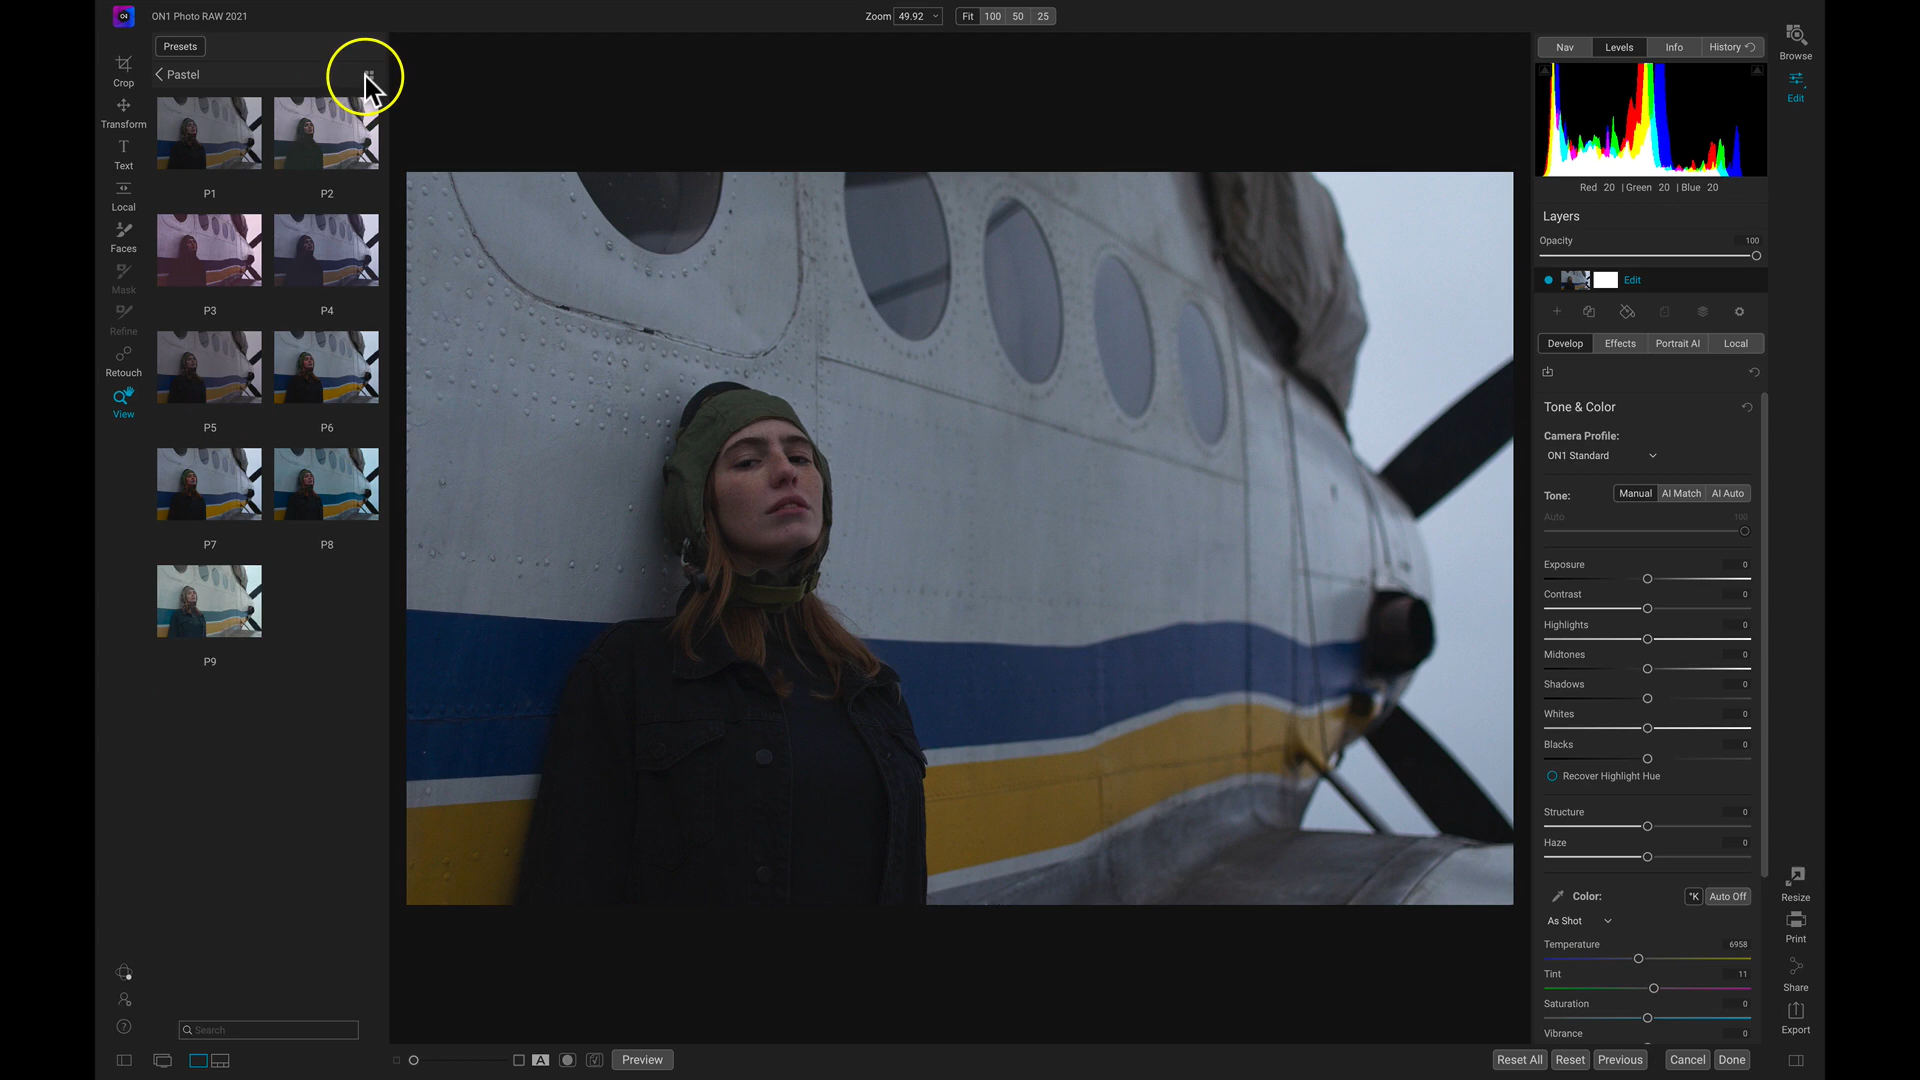 ON1 Photo RAW 2021
Zoom 49.92
Fit 100 50 25
Presets
Pastel
Crop
Transform
Text
Local
Faces
Mask
Refine
Retouch
View
P1
P2
P3
P4
P5
P6
P7
P8
P9
Search
Preview
Nav Levels Info History
Red 20 | Green 20 | Blue 20
Layers
Opacity 100
Edit
Develop Effects Portrait AI Local
Tone & Color
Camera Profile:
ON1 Standard
Tone: Manual AI Match AI Auto
Auto 100
Exposure 0
Contrast 0
Highlights 0
Midtones 0
Shadows 0
Whites 0
Blacks 0
Recover Highlight Hue
Structure 0
Haze 0
Color: °K Auto Off
As Shot
Temperature 6958
Tint 11
Saturation 0
Vibrance 0
Reset All Reset Previous Cancel Done
Browse
Edit
Resize
Print
Share
Export
A
ON
?